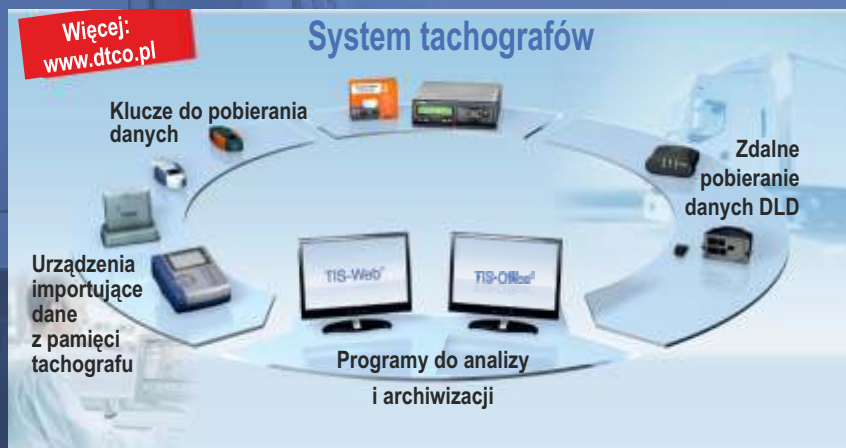 Więcej:
www.dtco.pl
System tachografów
Klucze do pobierania
danych
Zdalne
pobieranie
danych DLD
Urządzenia
importujące
dane
z pamięci
tachografu
TIS-Web®
TIS-Office®
Programy do analizy
i archiwizacji